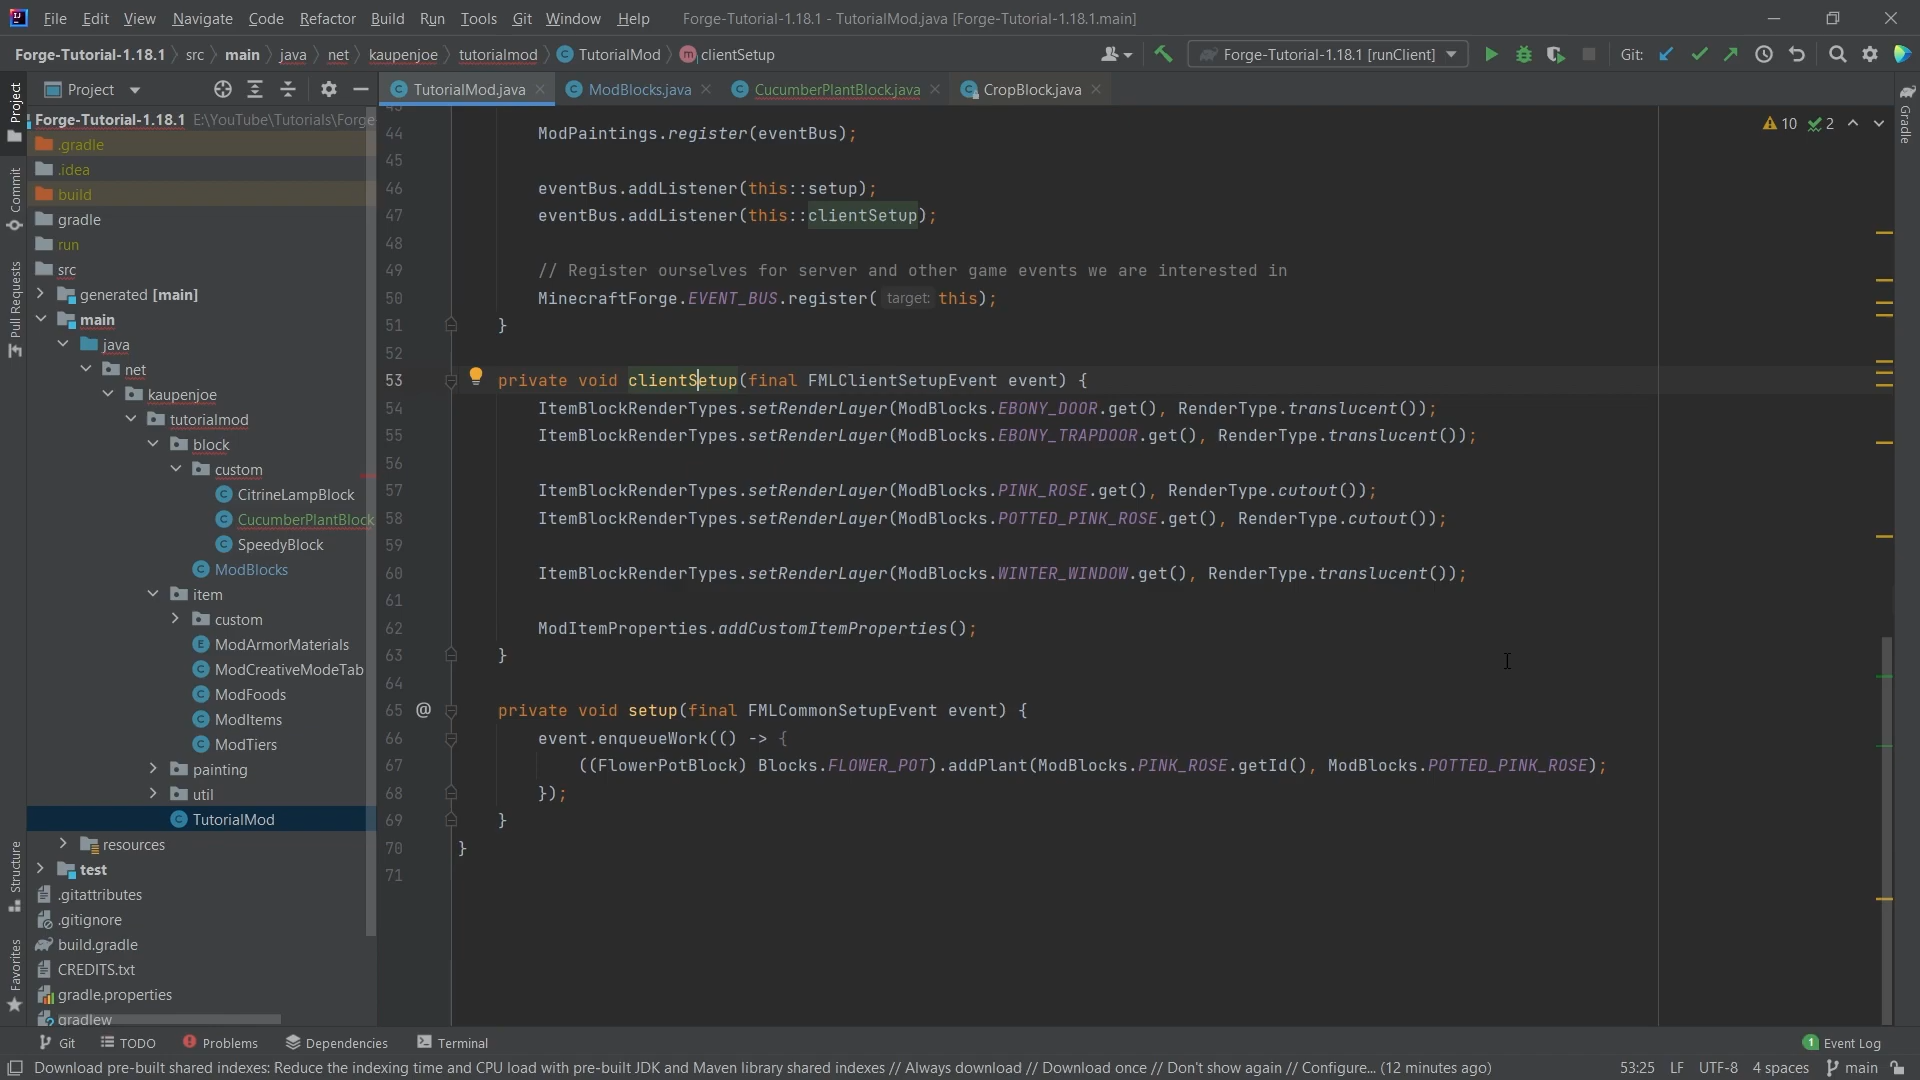 File Edit View Navigate Code Refactor Build Run Tools Git Window Help Forge-Tutorial-1.18.1 - TutorialMod.java [Forge-Tutorial-1.18.1.main]
Forge-Tutorial-1.18.1 src main java net kaupenjoe tutorialmod TutorialMod clientSetup Forge-Tutorial-1.18.1 [runClient] Git:
Project TutorialMod.java ModBlocks.java CucumberPlantBlock.java CropBlock.java
Project
Commit
Pull Requests
Structure
Favorites
Gradle
Forge-Tutorial-1.18.1 E:\YouTube\Tutorials\Forge-
.gradle
.idea
build
gradle
run
src
generated [main]
main
java
net
kaupenjoe
tutorialmod
block
custom
CitrineLampBlock
CucumberPlantBlock
SpeedyBlock
ModBlocks
item
custom
ModArmorMaterials
ModCreativeModeTab
ModFoods
ModItems
ModTiers
painting
util
TutorialMod
resources
test
.gitattributes
.gitignore
build.gradle
CREDITS.txt
gradle.properties
gradlew
10 2
43
44 ModPaintings.register(eventBus);
45
46 eventBus.addListener(this::setup);
47 eventBus.addListener(this::clientSetup);
48
49 // Register ourselves for server and other game events we are interested in
50 MinecraftForge.EVENT_BUS.register( target: this);
51 }
52
53 private void clientSetup(final FMLClientSetupEvent event) {
54 ItemBlockRenderTypes.setRenderLayer(ModBlocks.EBONY_DOOR.get(), RenderType.translucent());
55 ItemBlockRenderTypes.setRenderLayer(ModBlocks.EBONY_TRAPDOOR.get(), RenderType.translucent());
56
57 ItemBlockRenderTypes.setRenderLayer(ModBlocks.PINK_ROSE.get(), RenderType.cutout());
58 ItemBlockRenderTypes.setRenderLayer(ModBlocks.POTTED_PINK_ROSE.get(), RenderType.cutout());
59
60 ItemBlockRenderTypes.setRenderLayer(ModBlocks.WINTER_WINDOW.get(), RenderType.translucent());
61
62 ModItemProperties.addCustomItemProperties();
63 }
64
65 @ private void setup(final FMLCommonSetupEvent event) {
66 event.enqueueWork(() -> {
67 ((FlowerPotBlock) Blocks.FLOWER_POT).addPlant(ModBlocks.PINK_ROSE.getId(), ModBlocks.POTTED_PINK_ROSE);
68 });
69 }
70 }
71
Git TODO Problems Dependencies Terminal 1 Event Log
Download pre-built shared indexes: Reduce the indexing time and CPU load with pre-built JDK and Maven library shared indexes // Always download // Download once // Don't show again // Configure... (12 minutes ago) 53:25 LF UTF-8 4 spaces main